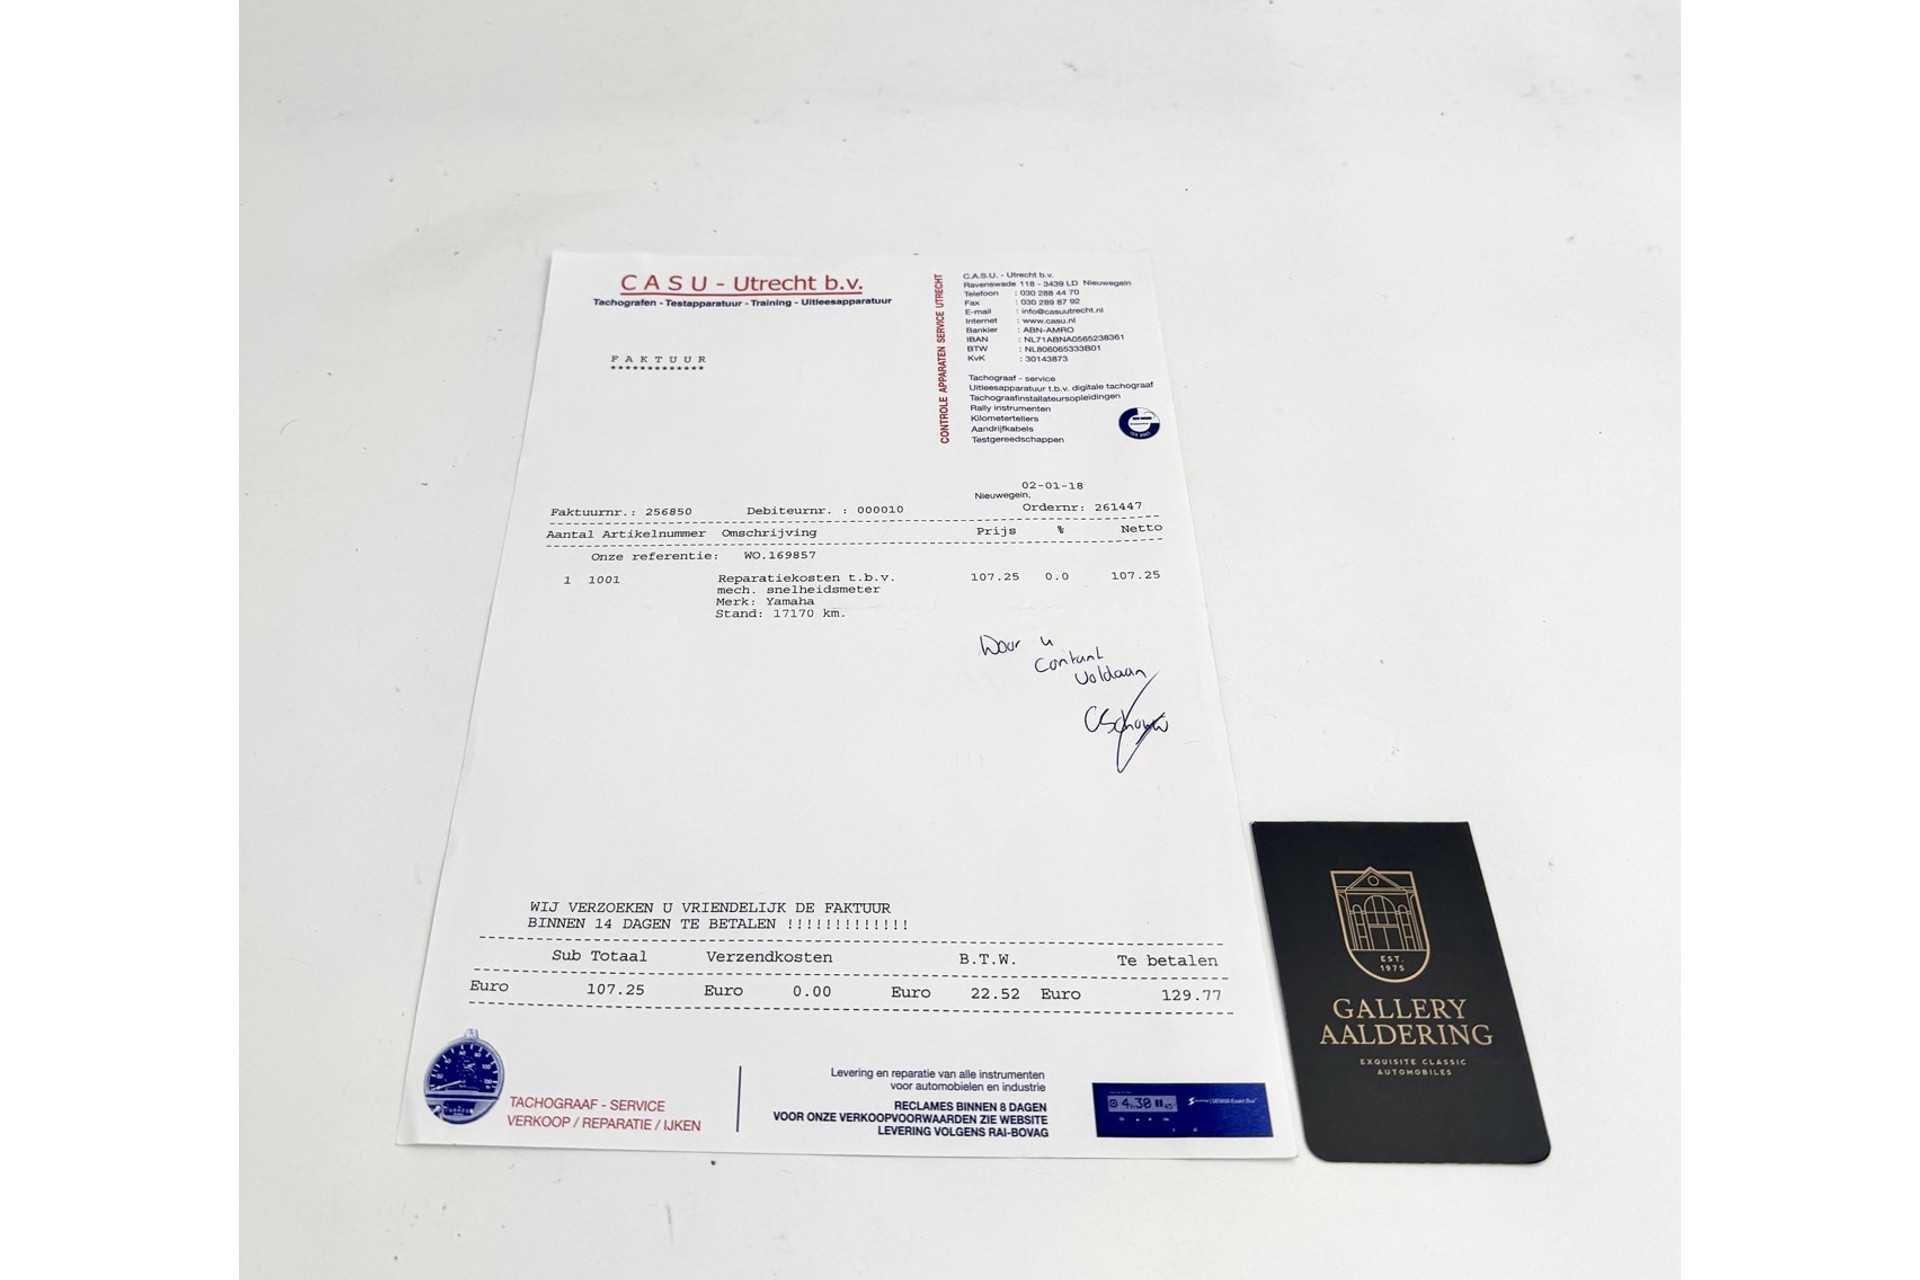 CASU - Utrecht b.v.
Tachografen - Testapparatuur - Training - Uitleesapparatuur
FAKTUUR
*************
CONTROLE APPARATEN SERVICE UTRECHT
C.A.S.U. - Utrecht b.v.
Ravenswade 118 - 3439 LD Nieuwegein
Telefoon : 030 288 44 70
Fax : 030 289 87 92
E-mail : info@casuutrecht.nl
Internet : www.casu.nl
Bankier : ABN-AMRO
IBAN : NL71ABNA0565238361
BTW : NL806065333B01
KvK : 30143873
Tachograaf - service
Uitleesapparatuur t.b.v. digitale tachograaf
Tachograafinstallateursopleidingen
Rally instrumenten
Kilometertellers
Aandrijfkabels
Testgereedschappen
02-01-18
Nieuwegein,
Faktuurnr.: 256850 Debiteurnr. : 000010 Ordernr: 261447
Aantal Artikelnummer Omschrijving Prijs % Netto
Onze referentie: WO.169857
1 1001 Reparatiekosten t.b.v. 107.25 0.0 107.25
mech. snelheidsmeter
Merk: Yamaha
Stand: 17170 km.
Door u
Contant
Voldaan
WIJ VERZOEKEN U VRIENDELIJK DE FAKTUUR
BINNEN 14 DAGEN TE BETALEN !!!!!!!!!!!!!
Sub Totaal Verzendkosten B.T.W. Te betalen
Euro 107.25 Euro 0.00 Euro 22.52 Euro 129.77
TACHOGRAAF - SERVICE
VERKOOP / REPARATIE / IJKEN
Levering en reparatie van alle instrumenten
voor automobielen en industrie
RECLAMES BINNEN 8 DAGEN
VOOR ONZE VERKOOPVOORWAARDEN ZIE WEBSITE
LEVERING VOLGENS RAI-BOVAG
4.30
EST.
1975
GALLERY
AALDERING
EXQUISITE CLASSIC
AUTOMOBILES